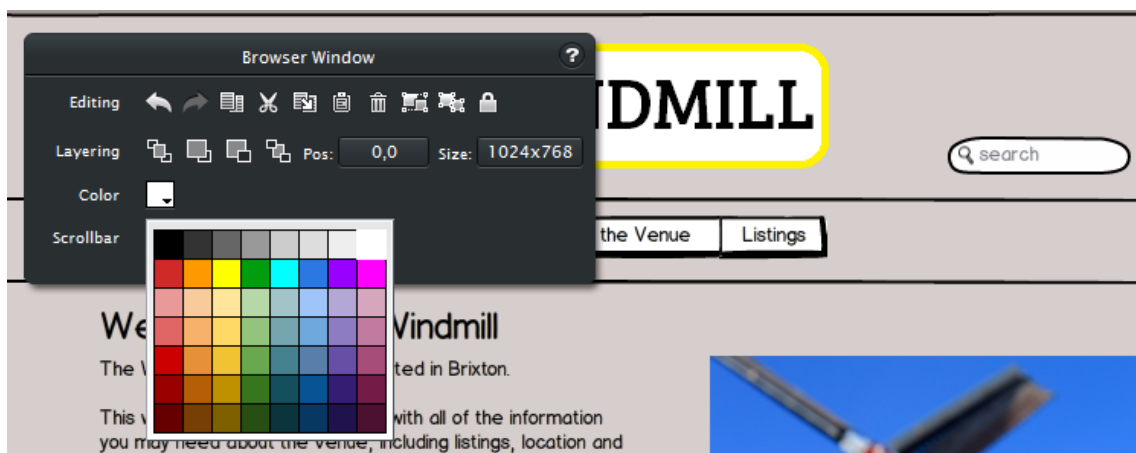 Browser Window ?
Editing
Layering Pos: 0,0 Size: 1024x768
Color
Scrollbar
NDMILL
search
the Venue Listings
We Windmill
The ted in Brixton.
This with all of the information
you may need about the Venue, including listings, location and